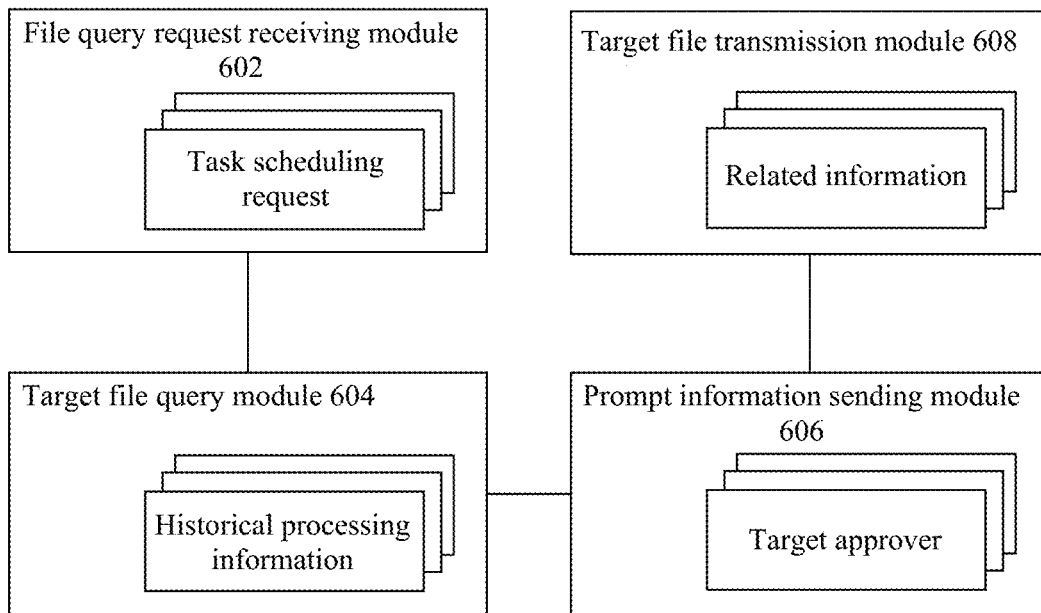 File query request receiving module
602
Task scheduling
request
Target file transmission module 608
Related information
Target file query module 604
Historical processing
information
Prompt information sending module
606
Target approver